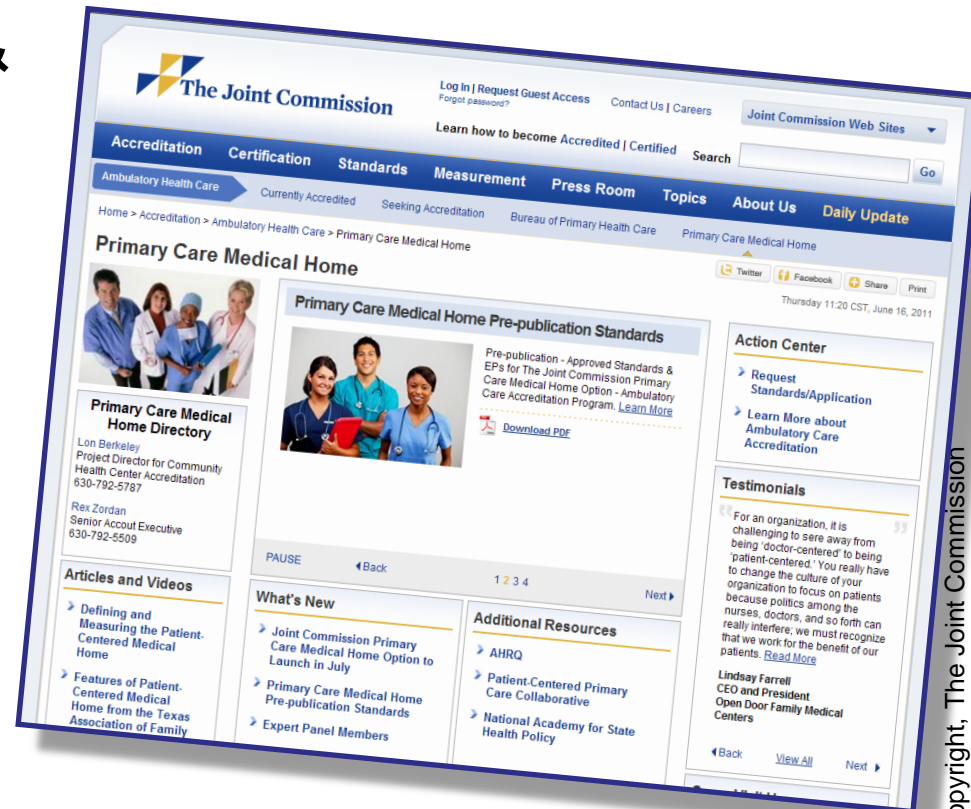 &
The Joint Commission
Log In | Request Guest Access Contact Us | Careers
Forgot password?
Joint Commission Web Sites
Learn how to become Accredited | Certified
Search
Go
Accreditation Certification Standards Measurement Press Room Topics About Us Daily Update
Ambulatory Health Care Currently Accredited Seeking Accreditation Bureau of Primary Health Care Primary Care Medical Home
Home > Accreditation > Ambulatory Health Care > Primary Care Medical Home
Twitter Facebook Share Print
Thursday 11:20 CST, June 16, 2011
Primary Care Medical Home
Primary Care Medical
Home Directory
Lon Berkeley
Project Director for Community
Health Center Accreditation
630-792-5787
Rex Zordan
Senior Accout Executive
630-792-5509
Primary Care Medical Home Pre-publication Standards
Pre-publication - Approved Standards &
EPs for The Joint Commission Primary
Care Medical Home Option - Ambulatory
Care Accreditation Program. Learn More
Download PDF
PAUSE Back 1 2 3 4 Next
Action Center
Request
Standards/Application
Learn More about
Ambulatory Care
Accreditation
Testimonials
For an organization, it is
challenging to sere away from
being 'doctor-centered' to being
'patient-centered.' You really have
to change the culture of your
organization to focus on patients
because politics among the
nurses, doctors, and so forth can
really interfere; we must recognize
that we work for the benefit of our
patients. Read More
Lindsay Farrell
CEO and President
Open Door Family Medical
Centers
Back View All Next
Articles and Videos
Defining and
Measuring the Patient-
Centered Medical
Home
Features of Patient-
Centered Medical
Home from the Texas
Association of Family
What's New
Joint Commission Primary
Care Medical Home Option to
Launch in July
Primary Care Medical Home
Pre-publication Standards
Expert Panel Members
Additional Resources
AHRQ
Patient-Centered Primary
Care Collaborative
National Academy for State
Health Policy
opyright, The Joint Commission